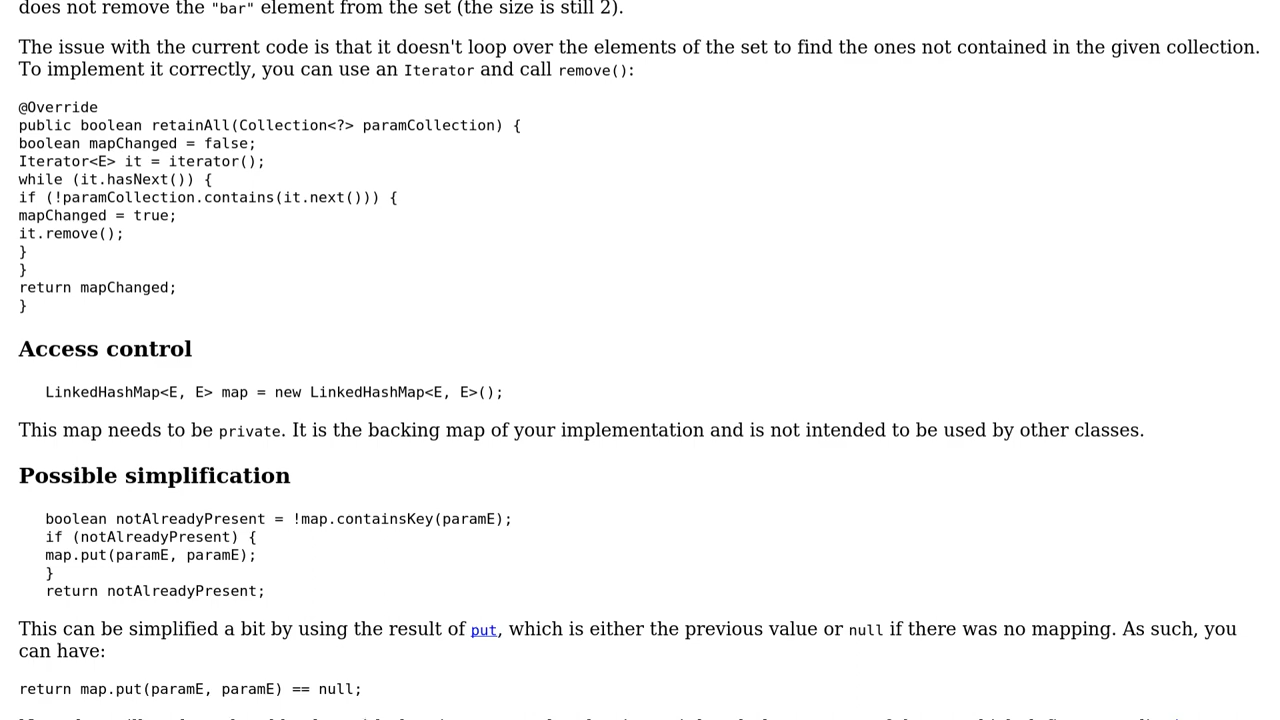 does not remove the "bar" element from the set (the size is still 2).
The issue with the current code is that it doesn't loop over the elements of the set to find the ones not contained in the given collection.
To implement it correctly, you can use an Iterator and call remove():
@Override
public boolean retainAll(Collection<?> paramCollection) {
boolean mapChanged = false;
Iterator<E> it = iterator();
while (it.hasNext()) {
if (!paramCollection.contains(it.next())) {
mapChanged = true;
it.remove();
}
}
return mapChanged;
}
Access control
LinkedHashMap<E, E> map = new LinkedHashMap<E, E>();
This map needs to be private. It is the backing map of your implementation and is not intended to be used by other classes.
Possible simplification
boolean notAlreadyPresent = !map.containsKey(paramE);
if (notAlreadyPresent) {
map.put(paramE, paramE);
}
return notAlreadyPresent;
This can be simplified a bit by using the result of put, which is either the previous value or null if there was no mapping. As such, you
can have:
return map.put(paramE, paramE) == null;